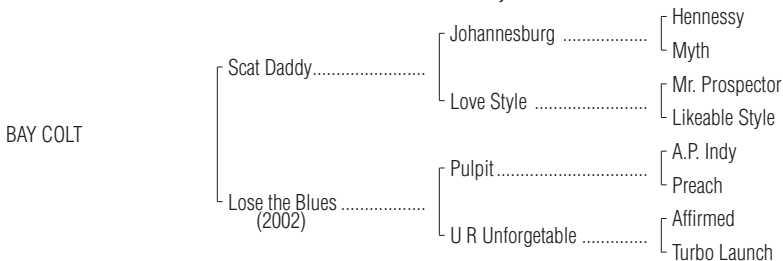 Hennessy
Johannesburg ..................
Myth
Scat Daddy........................
Mr. Prospector
Love Style ........................
Likeable Style
BAY COLT
A.P. Indy
Pulpit................................
Preach
Lose the Blues ..................
(2002)
Affirmed
U R Unforgetable ..............
Turbo Launch